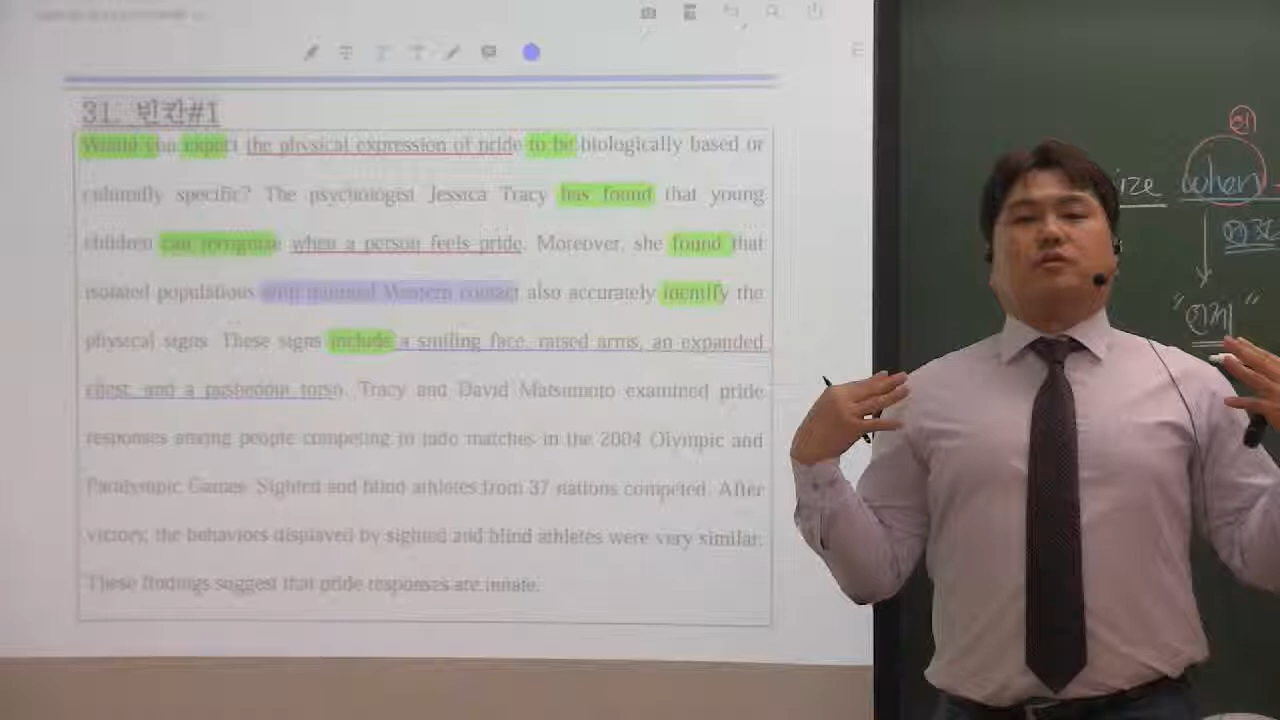 31. 빈칸#1
Would you expect the physical expression of pride to be biologically based or
culturally specific? The psychologist Jessica Tracy has found that young
children can recognize when a person feels pride. Moreover, she found that
isolated populations with minimal Western contact also accurately identify the
physical signs. These signs include a smiling face, raised arms, an expanded
chest, and a pushedout torso. Tracy and David Matsumoto examined pride
responses among people competing in judo matches in the 2004 Olympic and
Paralympic Games. Sighted and blind athletes from 37 nations competed. After
victory, the behaviors displayed by sighted and blind athletes were very similar.
These findings suggest that pride responses are innate.
ize when
"언제"